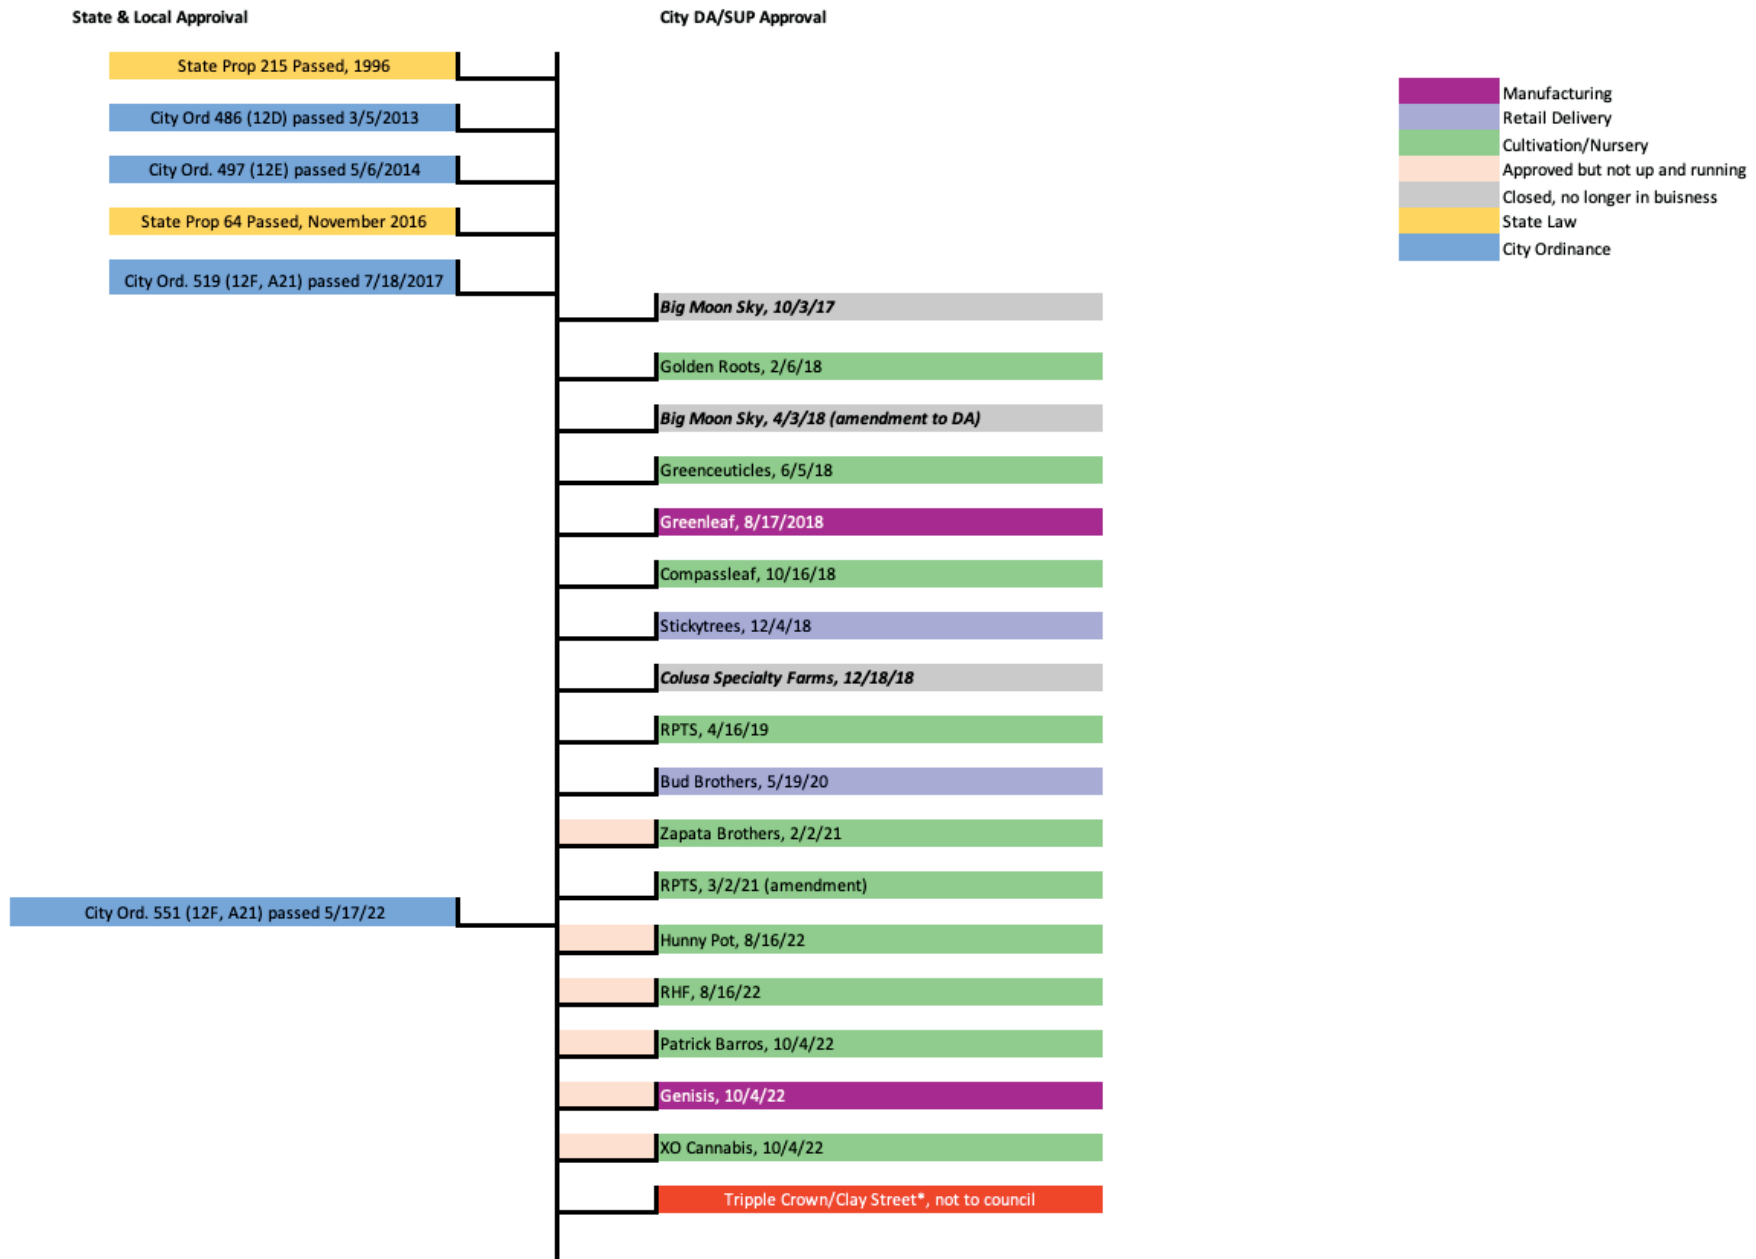 State & Local Approival
City DA/SUP Approval
State Prop 215 Passed, 1996
City Ord 486 (12D) passed 3/5/2013
City Ord. 497 (12E) passed 5/6/2014
State Prop 64 Passed, November 2016
City Ord. 519 (12F, A21) passed 7/18/2017
Manufacturing
Retail Delivery
Cultivation/Nursery
Approved but not up and running
Closed, no longer in buisness
State Law
City Ordinance
Big Moon Sky, 10/3/17
Golden Roots, 2/6/18
Big Moon Sky, 4/3/18 (amendment to DA)
Greenceuticles, 6/5/18
Greenleaf, 8/17/2018
Compassleaf, 10/16/18
Stickytrees, 12/4/18
Colusa Specialty Farms, 12/18/18
RPTS, 4/16/19
Bud Brothers, 5/19/20
Zapata Brothers, 2/2/21
RPTS, 3/2/21 (amendment)
City Ord. 551 (12F, A21) passed 5/17/22
Hunny Pot, 8/16/22
RHF, 8/16/22
Patrick Barros, 10/4/22
Genisis, 10/4/22
XO Cannabis, 10/4/22
Tripple Crown/Clay Street*, not to council